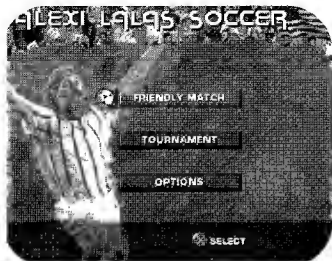 ALEXI LALAS SOCCER
FRIENDLY MATCH
TOURNAMENT
OPTIONS
SELECT